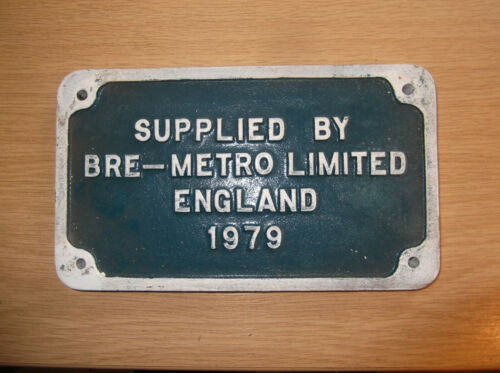 SUPPLIED BY
BRE-METRO LIMITED
ENGLAND
1979